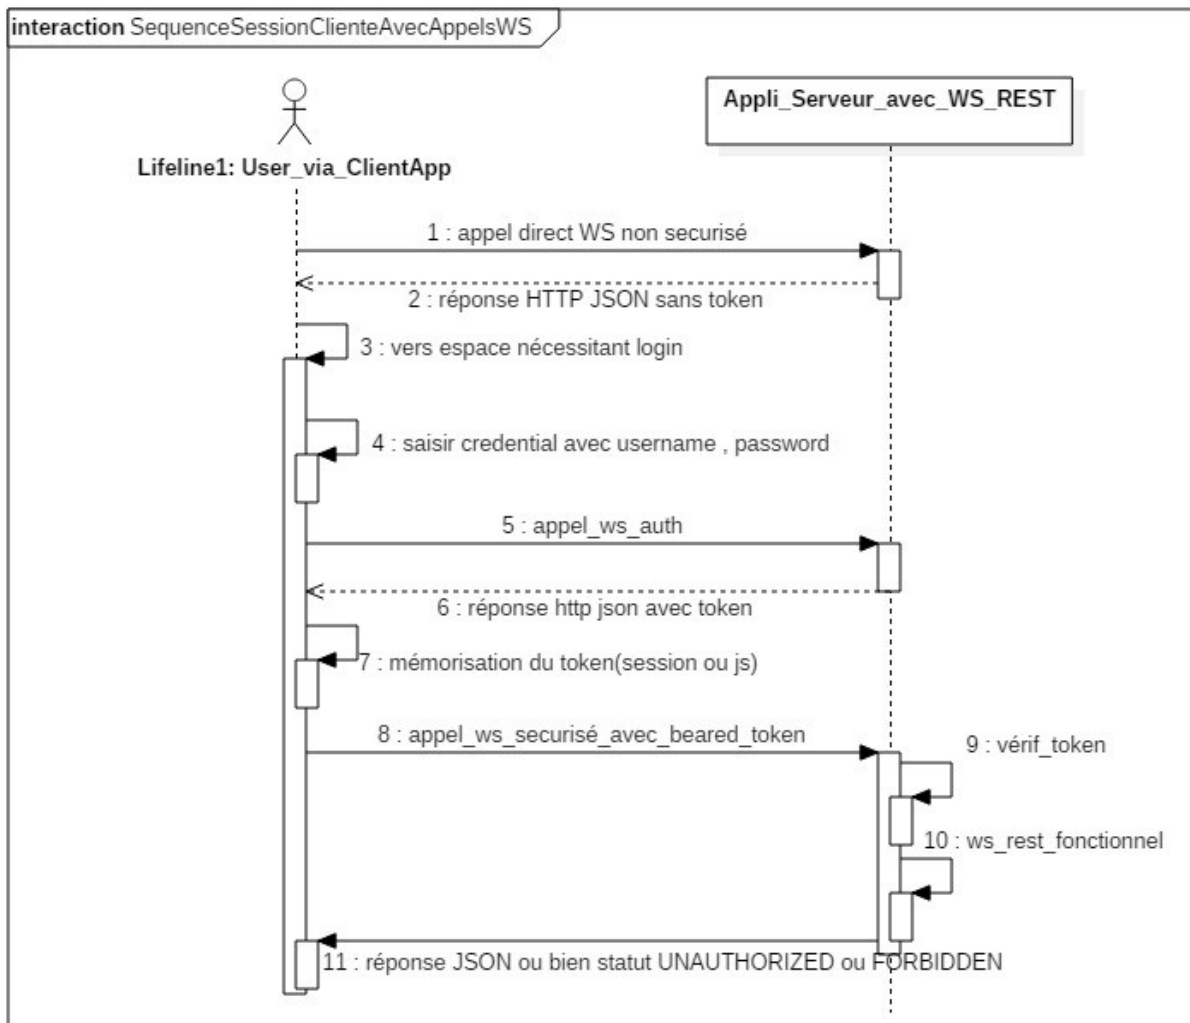 interaction SequenceSessionClienteAvecAppelsWS
Appli_Serveur_avec_WS_REST
Lifeline1: User_via_ClientApp
1 : appel direct WS non securisé
2 : réponse HTTP JSON sans token
3 : vers espace nécessitant login
4 : saisir credential avec username , password
5 : appel_ws_auth
6 : réponse http json avec token
7 : mémorisation du token(session ou js)
8 : appel_ws_securisé_avec_beared_token
9 : vérif_token
10 : ws_rest_fonctionnel
11 : réponse JSON ou bien statut UNAUTHORIZED ou FORBIDDEN